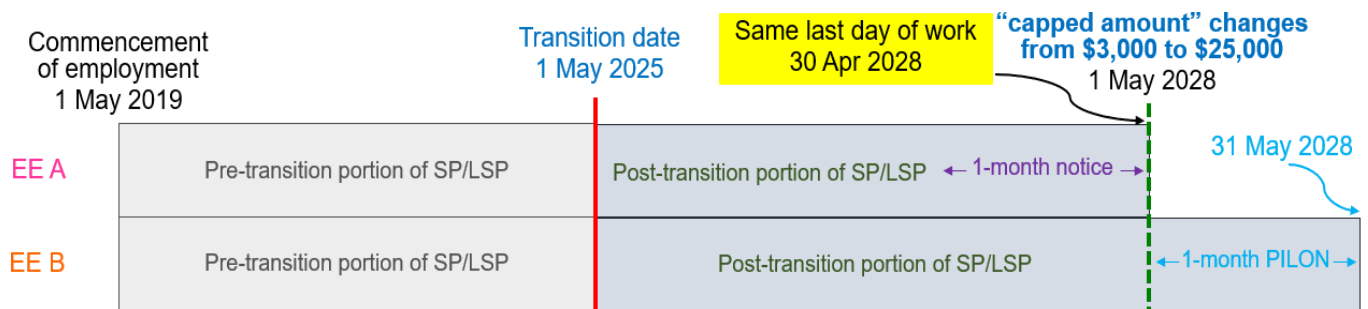 Commencement
of employment
1 May 2019
Transition date
1 May 2025
Same last day of work
30 Apr 2028
“capped amount” changes
from $3,000 to $25,000
1 May 2028
31 May 2028
EE A
Pre-transition portion of SP/LSP
Post-transition portion of SP/LSP
1-month notice
EE B
Pre-transition portion of SP/LSP
Post-transition portion of SP/LSP
1-month PILON